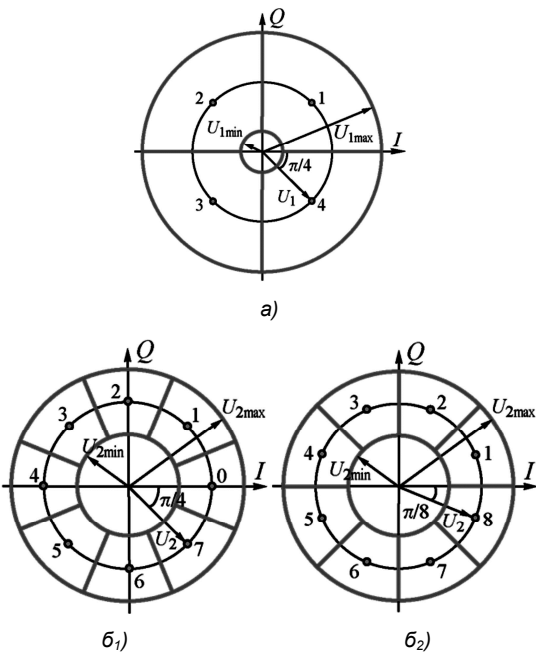 Q
2 1
U1min U1max I
π/4
3 U1 4
а)
Q Q
2 3 2
3 1 U2max U2max
4 U2min 0 I 4 U2min 1 I
π/4 π/8
5 U2 7 5 U2 8
6 6 7
б1) б2)